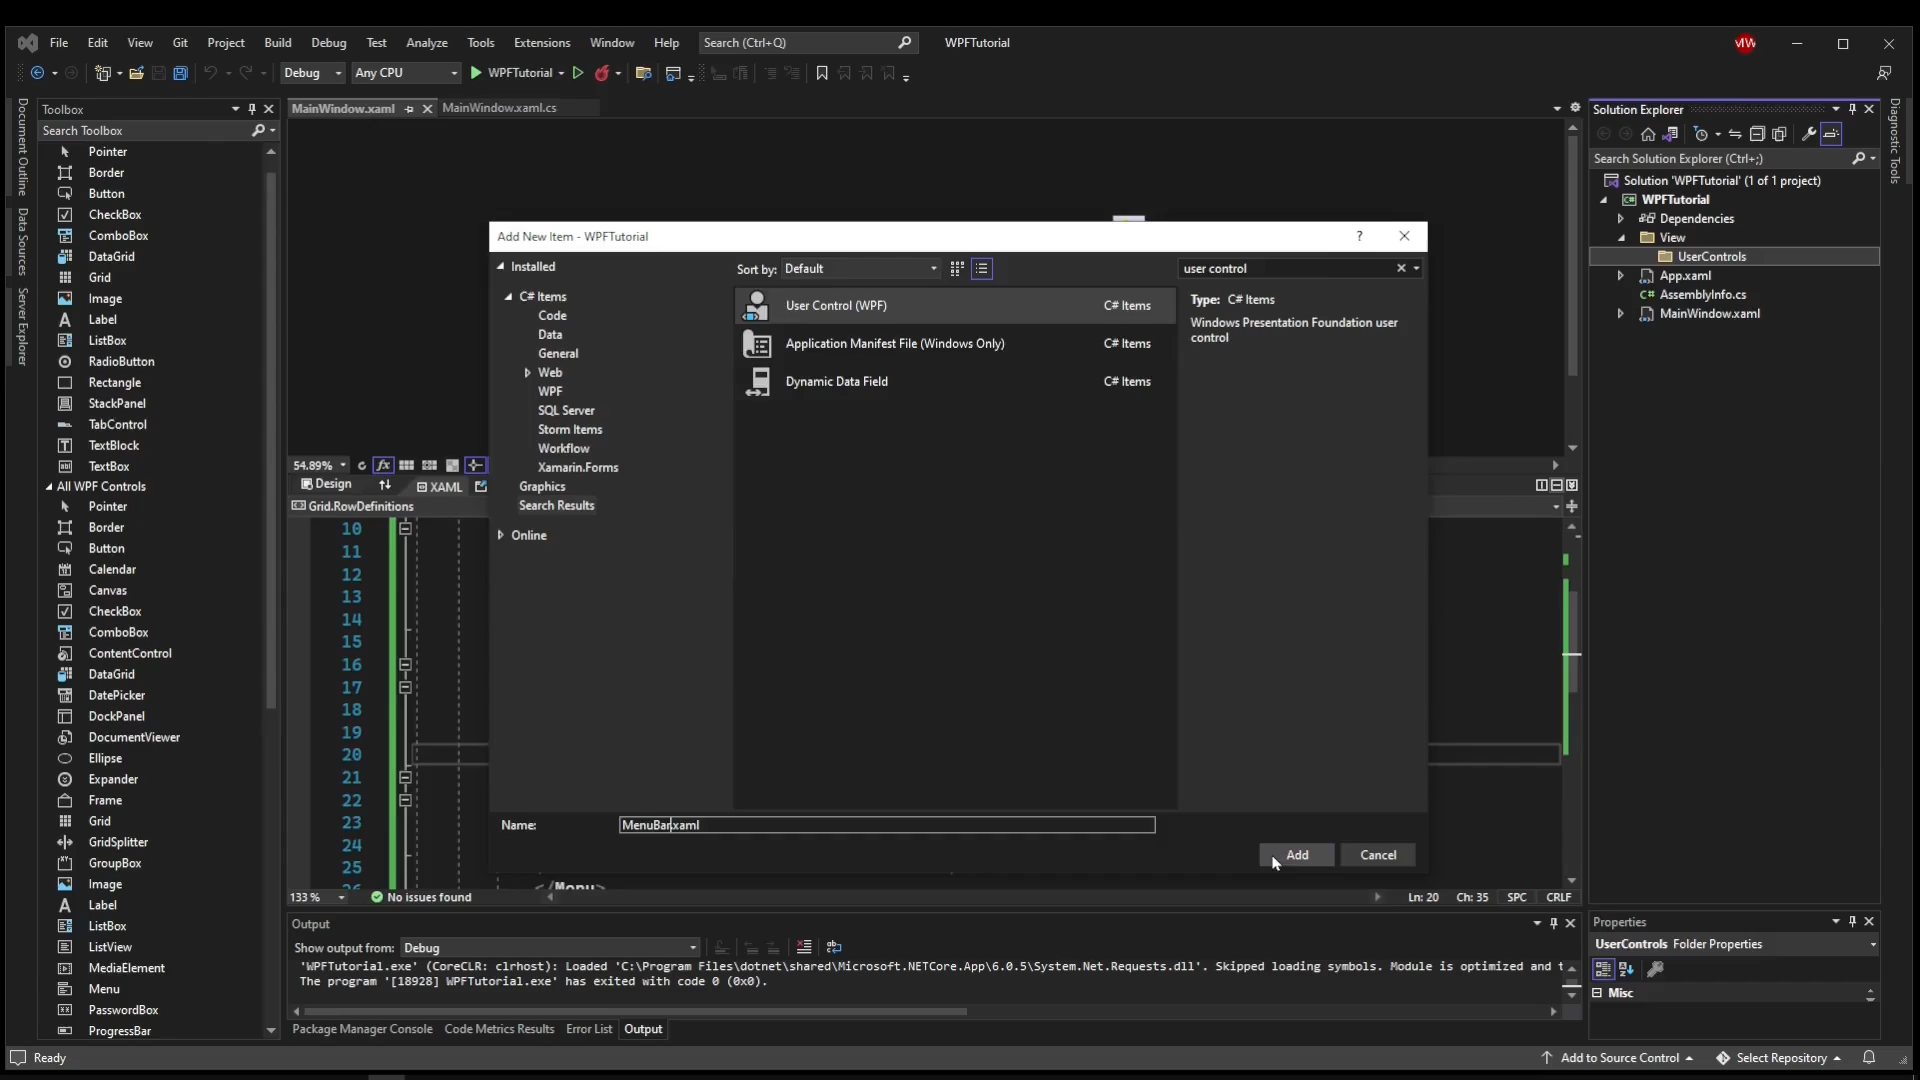 File Edit View Git Project Build Debug Test Analyze Tools Extensions Window Help Search (Ctrl+Q) WPFTutorial MW
Debug Any CPU WPFTutorial
Document Outline
Data Sources
Server Explorer
Toolbox
Search Toolbox
Pointer
Border
Button
CheckBox
ComboBox
DataGrid
Grid
Image
Label
ListBox
RadioButton
Rectangle
StackPanel
TabControl
TextBlock
TextBox
All WPF Controls
Pointer
Border
Button
Calendar
Canvas
CheckBox
ComboBox
ContentControl
DataGrid
DatePicker
DockPanel
DocumentViewer
Ellipse
Expander
Frame
Grid
GridSplitter
GroupBox
Image
Label
ListBox
ListView
MediaElement
Menu
PasswordBox
ProgressBar
MainWindow.xaml MainWindow.xaml.cs
Add New Item - WPFTutorial ?
Installed
C# Items
Code
Data
General
Web
WPF
SQL Server
Storm Items
Workflow
Xamarin.Forms
Graphics
Search Results
Online
Sort by: Default
User Control (WPF) C# Items
Application Manifest File (Windows Only) C# Items
Dynamic Data Field C# Items
user control
Type: C# Items
Windows Presentation Foundation user
control
Name: MenuBar.xaml
Add Cancel
54.89% fx
Design XAML
Grid.RowDefinitions
10
11
12
13
14
15
16
17
18
19
20
21
22
23
24
25
26 </Menu>
133 % No issues found Ln: 20 Ch: 35 SPC CRLF
Output
Show output from: Debug
'WPFTutorial.exe' (CoreCLR: clrhost): Loaded 'C:\Program Files\dotnet\shared\Microsoft.NETCore.App\6.0.5\System.Net.Requests.dll'. Skipped loading symbols. Module is optimized and t
The program '[18928] WPFTutorial.exe' has exited with code 0 (0x0).
Package Manager Console Code Metrics Results Error List Output
Solution Explorer
Search Solution Explorer (Ctrl+;)
Solution 'WPFTutorial' (1 of 1 project)
WPFTutorial
Dependencies
View
UserControls
App.xaml
C# AssemblyInfo.cs
MainWindow.xaml
Diagnostic Tools
Properties
UserControls Folder Properties
Misc
Ready Add to Source Control Select Repository